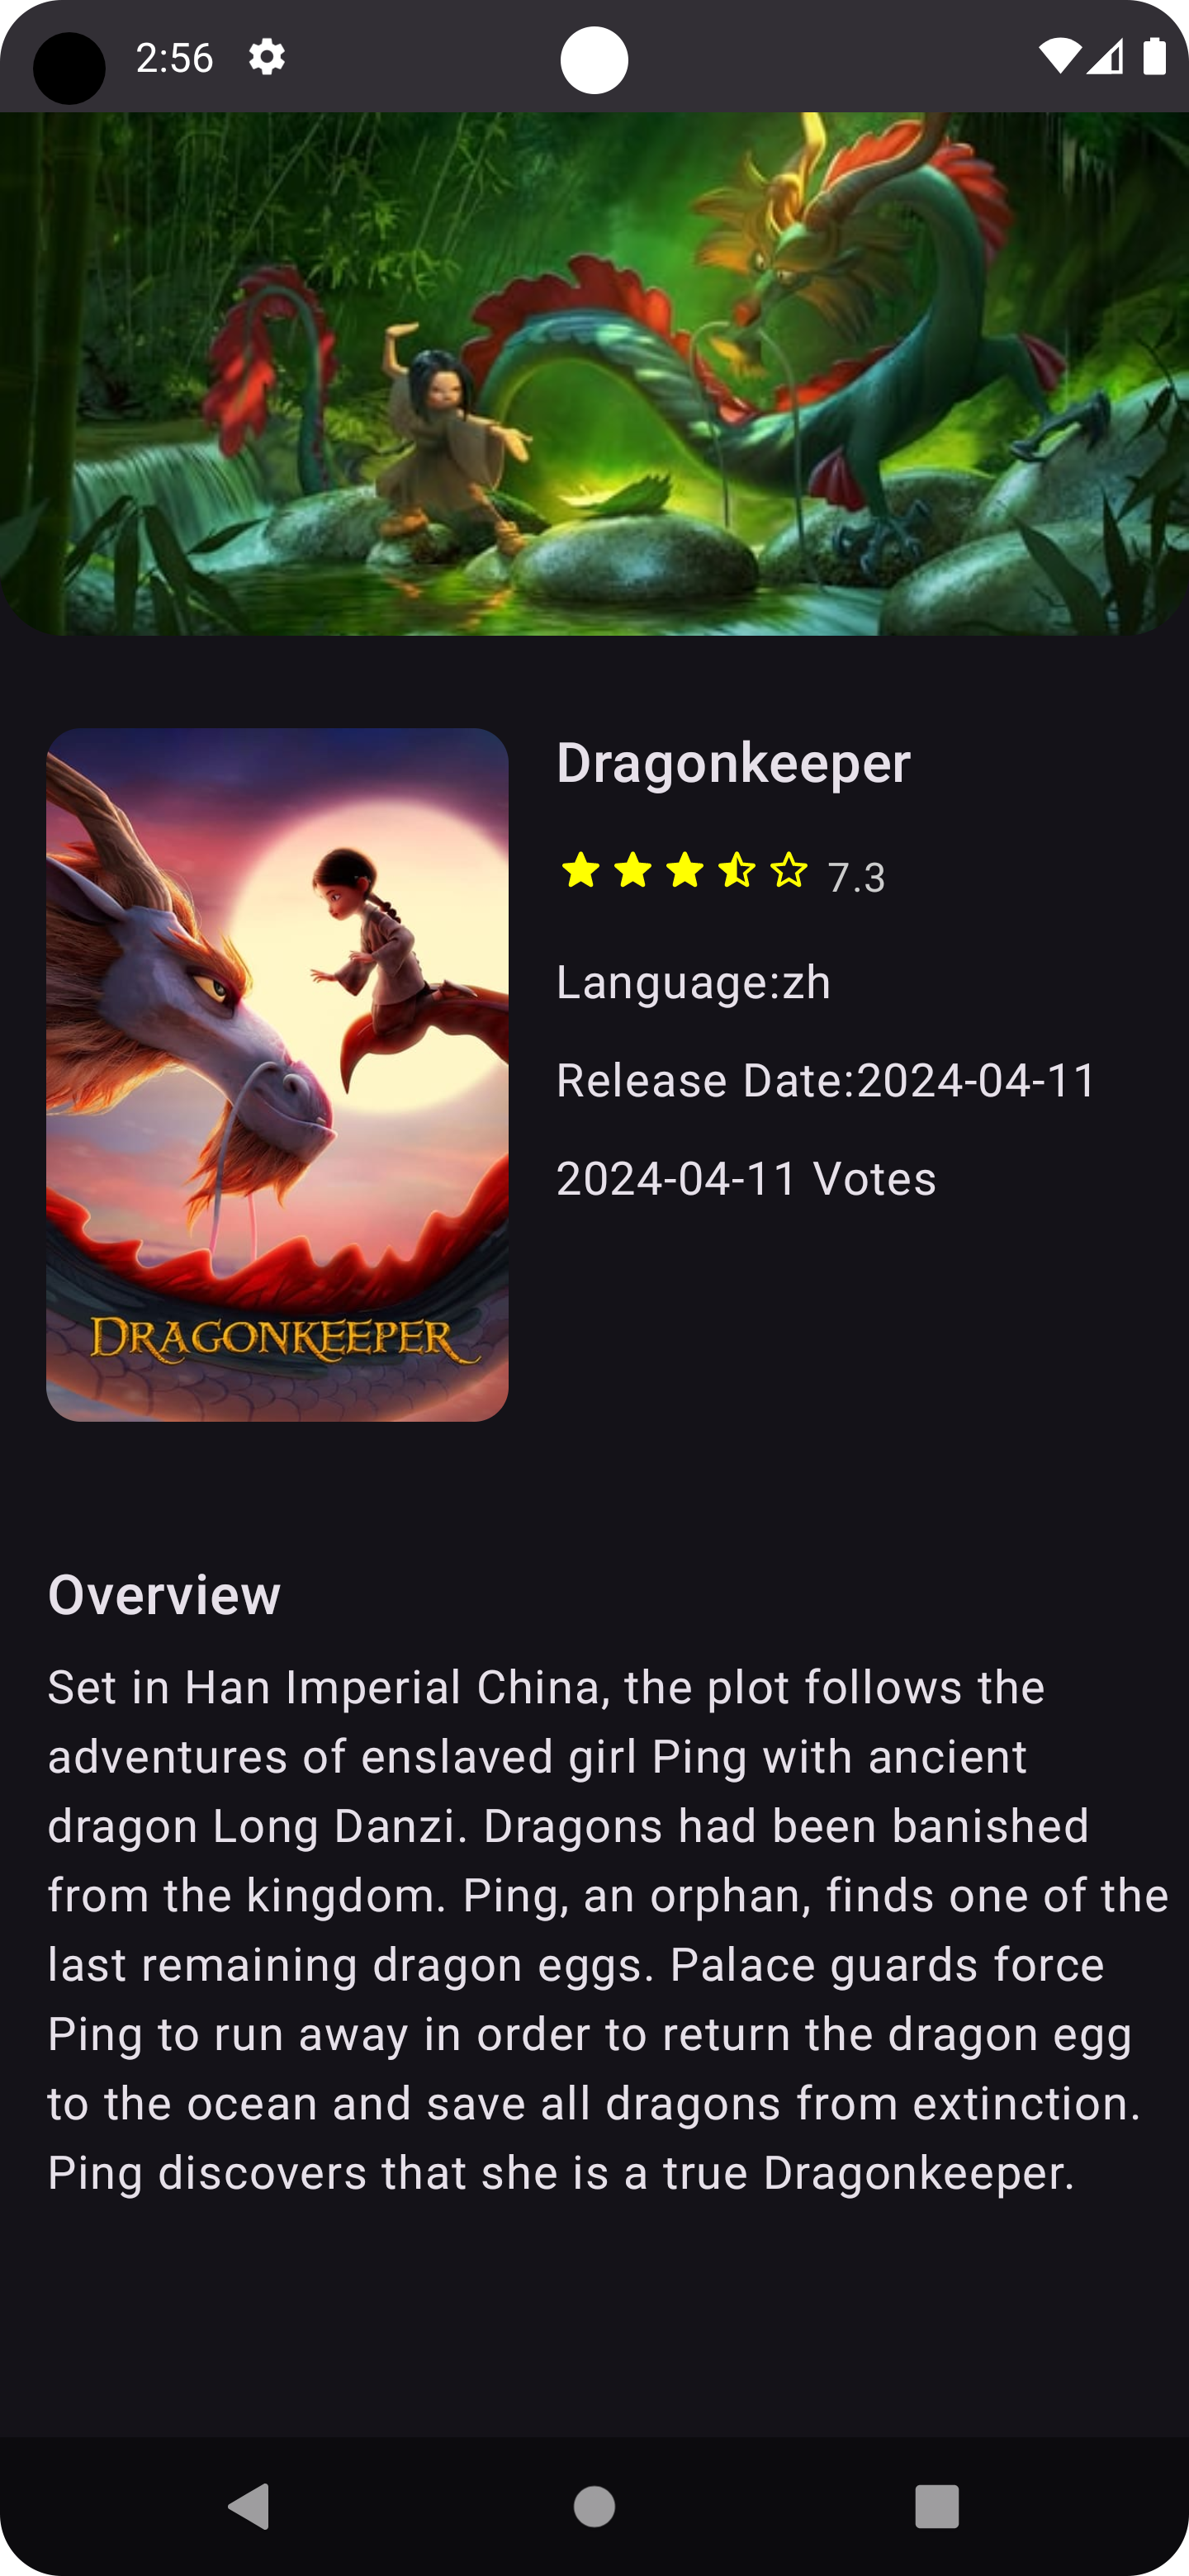 2:56
Dragonkeeper
7.3
Language:zh
Release Date:2024-04-11
2024-04-11 Votes
DRAGONKEEPER
Overview
Set in Han Imperial China, the plot follows the
adventures of enslaved girl Ping with ancient
dragon Long Danzi. Dragons had been banished
from the kingdom. Ping, an orphan, finds one of the
last remaining dragon eggs. Palace guards force
Ping to run away in order to return the dragon egg
to the ocean and save all dragons from extinction.
Ping discovers that she is a true Dragonkeeper.